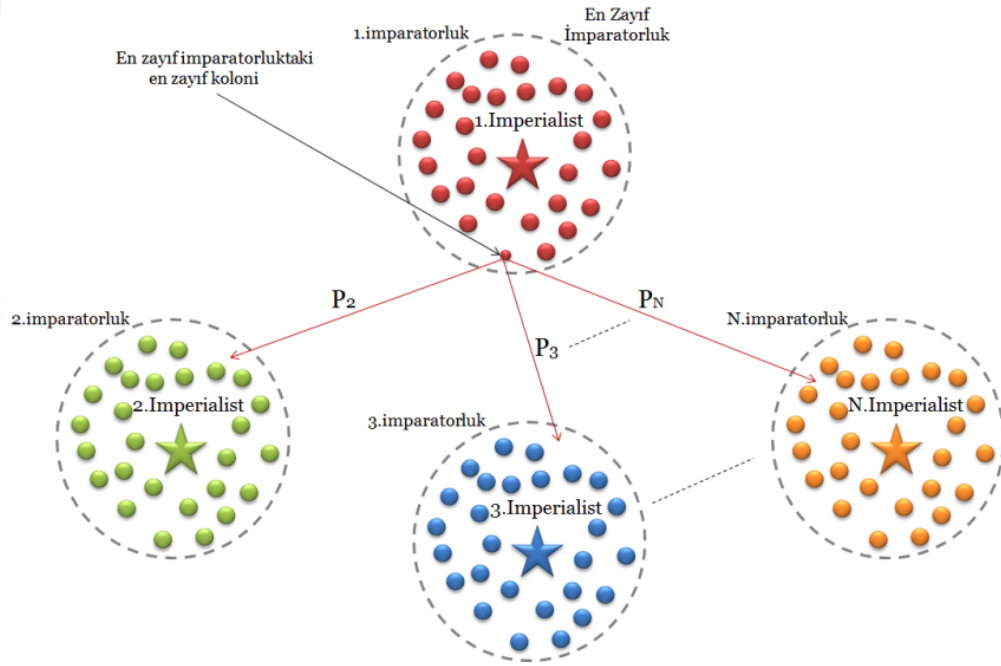 1.imparatorluk
En Zayıf
İmparatorluk
En zayıf imparatorluktaki
en zayıf koloni
1.Imperialist
P2
P3
PN
2.imparatorluk
N.imparatorluk
2.Imperialist
3.imparatorluk
N.Imperialist
3.Imperialist